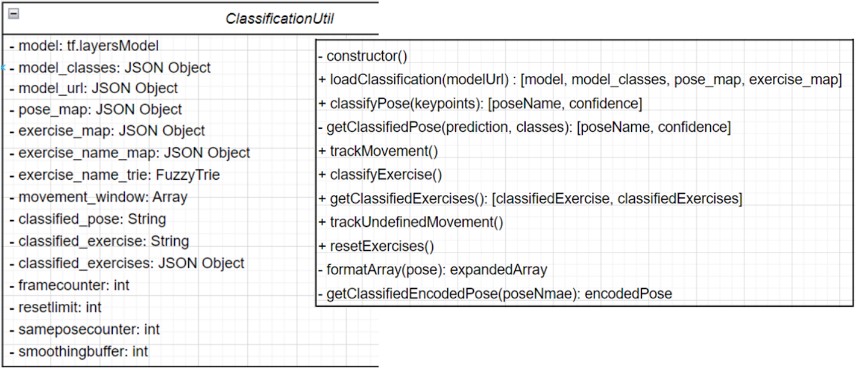 ClassificationUtil
- model: tf.layersModel
- model_classes: JSON Object
- model_url: JSON Object
- pose_map: JSON Object
- exercise_map: JSON Object
- exercise_name_map: JSON Object
- exercise_name_trie: FuzzyTrie
- movement_window: Array
- classified_pose: String
- classified_exercise: String
- classified_exercises: JSON Object
- framecounter: int
- resetlimit: int
- sameposecounter: int
- smoothingbuffer: int
- constructor()
+ loadClassification(modelUrl) : [model, model_classes, pose_map, exercise_map]
+ classifyPose(keypoints): [poseName, confidence]
- getClassifiedPose(prediction, classes): [poseName, confidence]
+ trackMovement()
+ classifyExercise()
+ getClassifiedExercises(): [classifiedExercise, classifiedExercises]
+ trackUndefinedMovement()
+ resetExercises()
- formatArray(pose): expandedArray
- getClassifiedEncodedPose(poseNmae): encodedPose